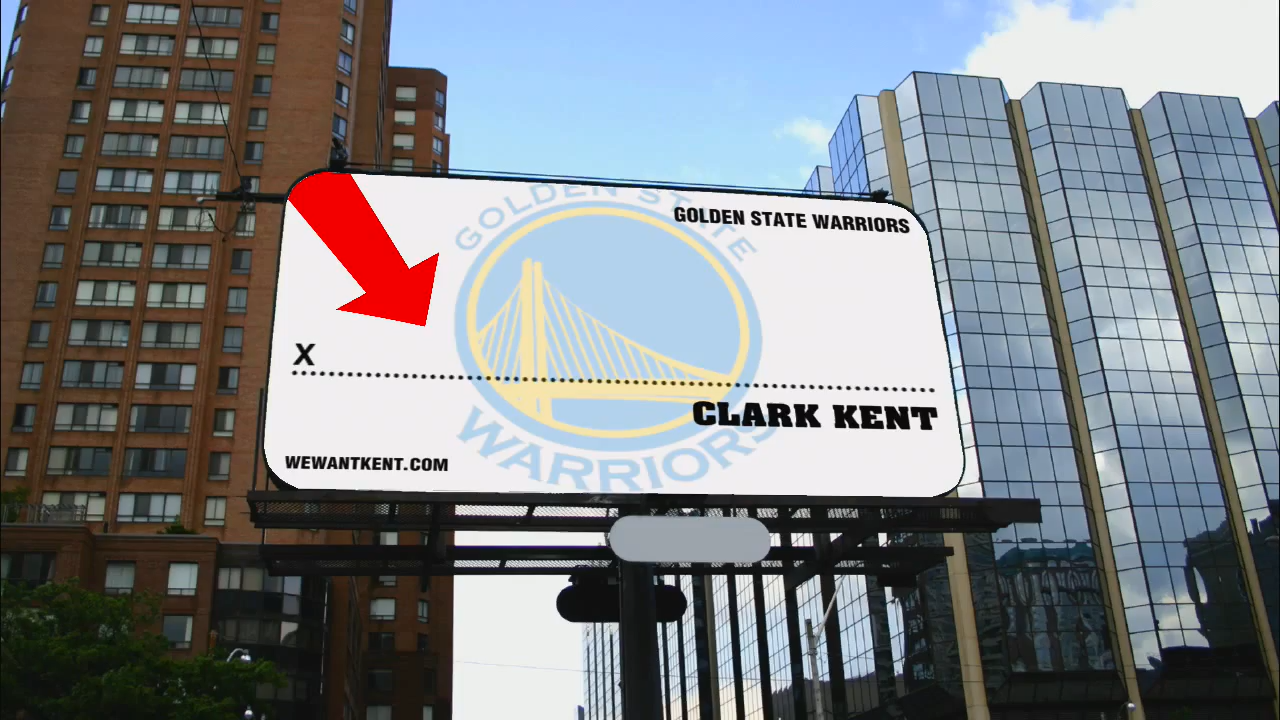 GOLDEN STATE
GOLDEN STATE WARRIORS
X
CLARK KENT
WARRIORS
WEWANTKENT.COM